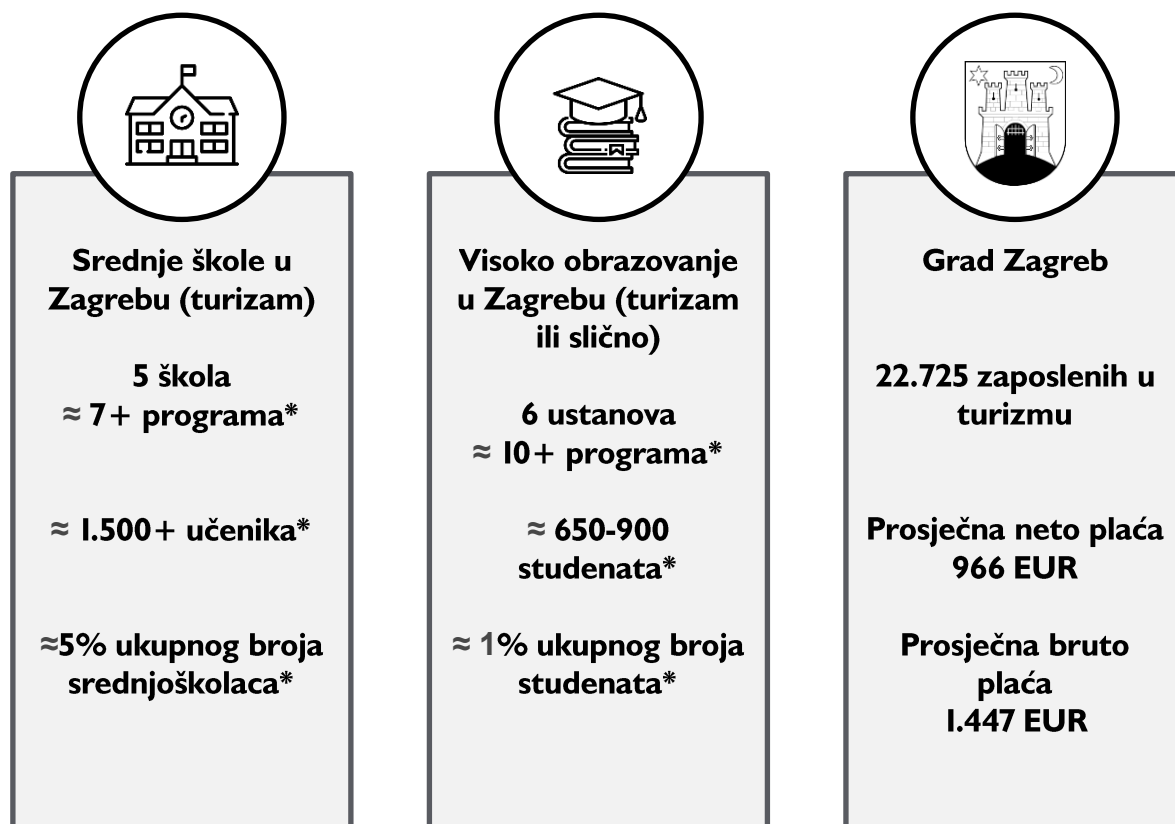 Srednje škole u
Zagrebu (turizam)
5 škola
≈ 7+ programa*
≈ 1.500+ učenika*
≈5% ukupnog broja
srednjoškolaca*
Visoko obrazovanje
u Zagrebu (turizam
ili slično)
6 ustanova
≈ 10+ programa*
≈ 650-900
studenata*
≈ 1% ukupnog broja
studenata*
Grad Zagreb
22.725 zaposlenih u
turizmu
Prosječna neto plaća
966 EUR
Prosječna bruto
plaća
1.447 EUR